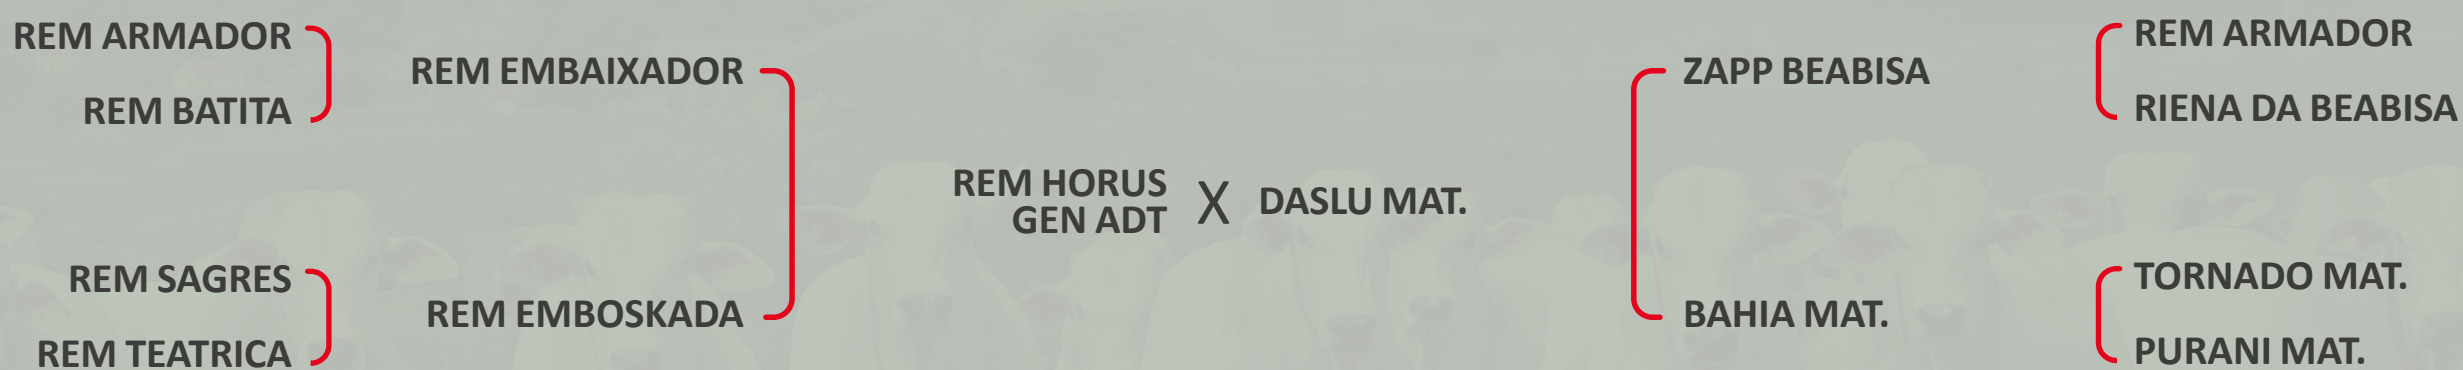 REM ARMADOR
REM BATITA
REM EMBAIXADOR
REM SAGRES
REM TEATRICA
REM EMBOSKADA
REM HORUS
GEN ADT
X
DASLU MAT.
ZAPP BEABISA
BAHIA MAT.
REM ARMADOR
RIENA DA BEABISA
TORNADO MAT.
PURANI MAT.